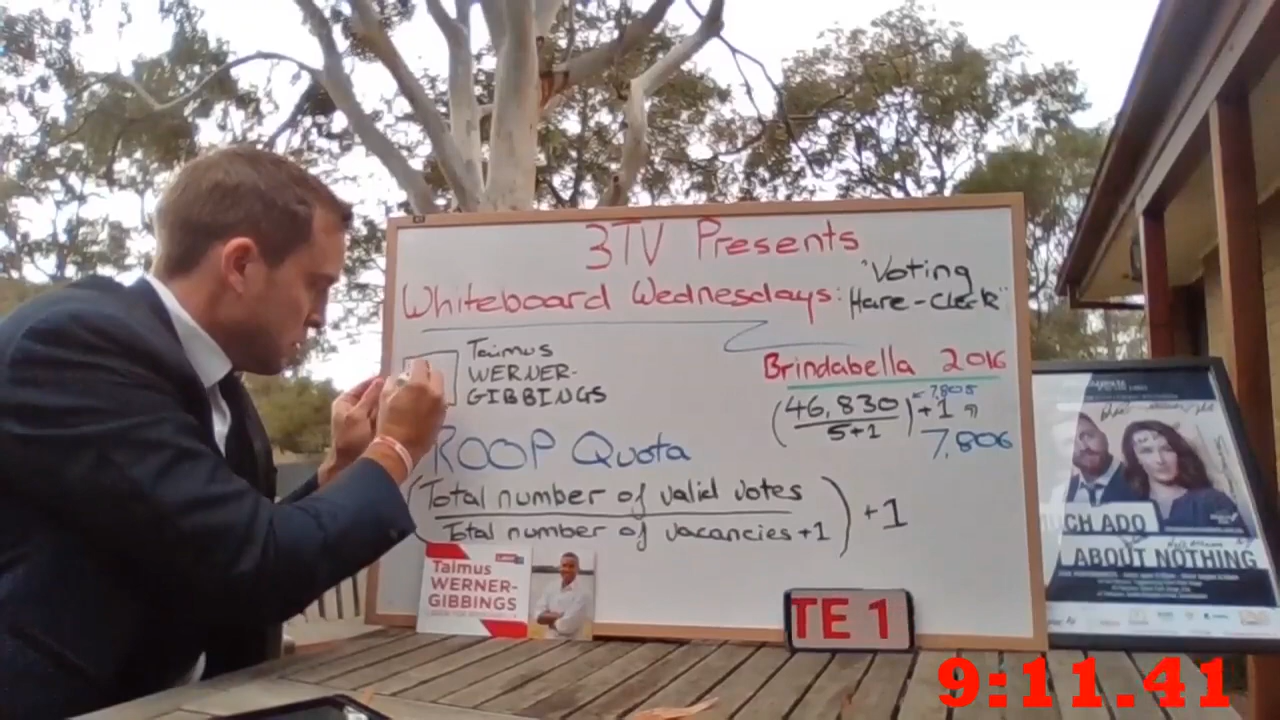 3TV Presents
Whiteboard Wednesdays: "Voting
Hare-Clark"
Taimus
WERNER-
GIBBINGS
Brindabella 2016
(46,830 / 5+1) +1 =
= 7,805
7,806
ROOP Quota
(Total number of valid votes
Total number of vacancies +1) +1
Taimus
WERNER-
GIBBINGS
TE 1
UCH ADO
ABOUT NOTHING
9:11.41